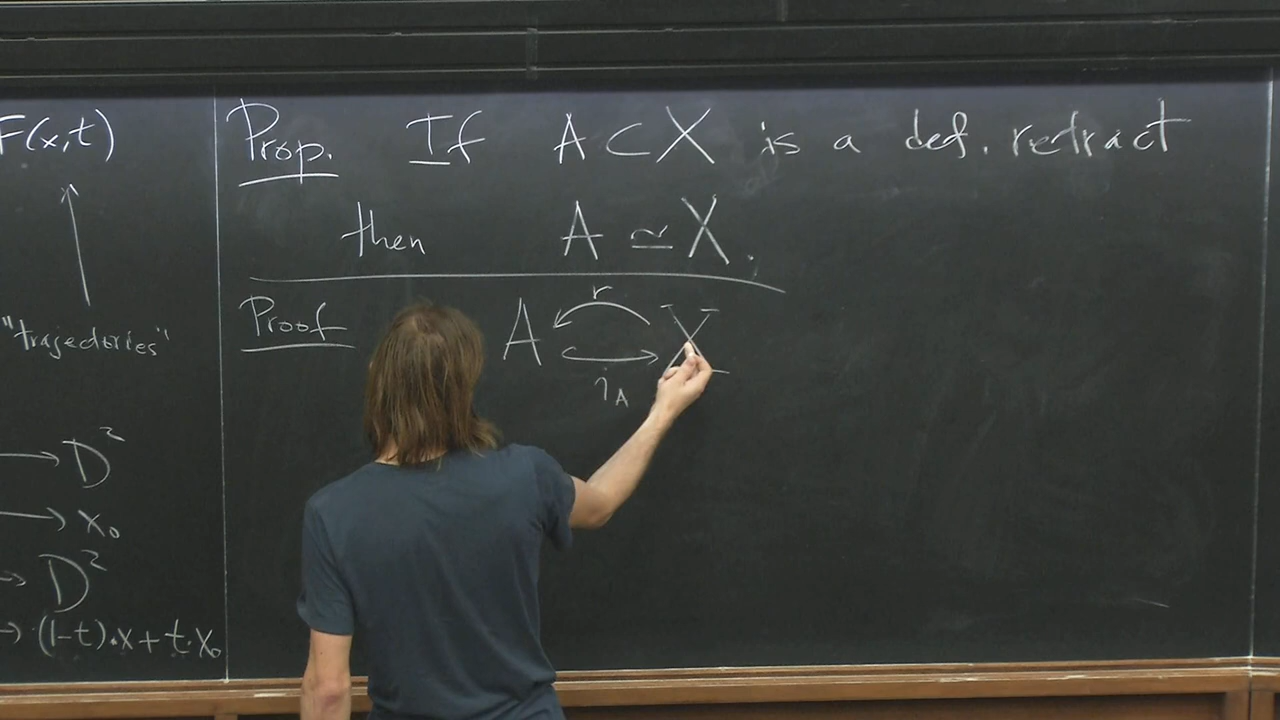 F(x,t)
"trajectories"
→ D²
→ x₀
→ D²
→ (1-t)·x + t·x₀
Prop. If A ⊂ X is a def. retract
then A ≃ X.
Proof A X
r
i_A